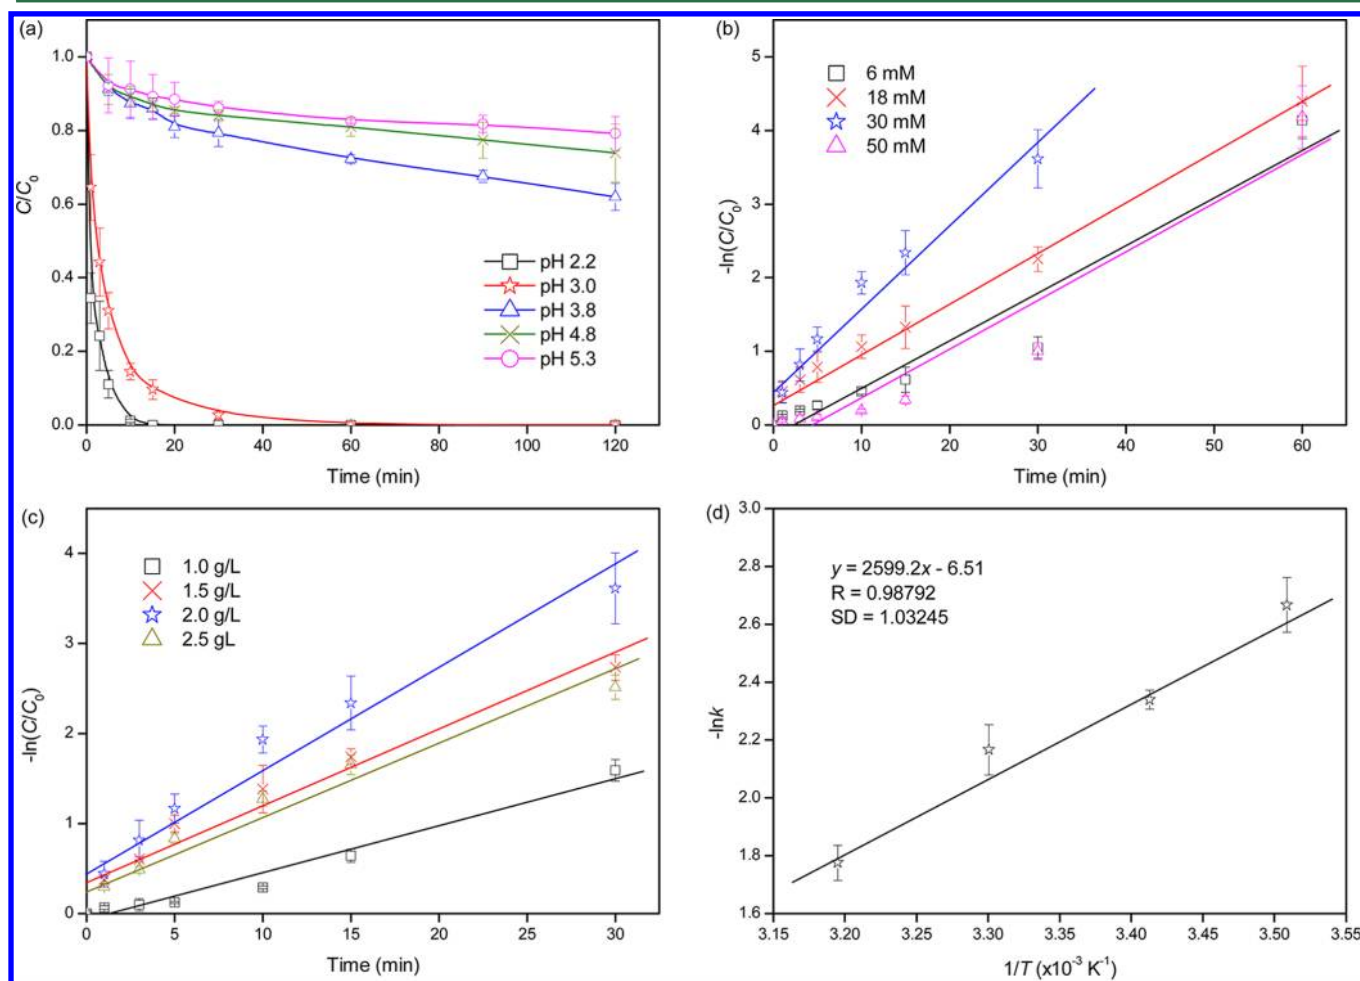 (a)
C/C0
1.0
0.8
0.6
0.4
0.2
0.0
pH 2.2
pH 3.0
pH 3.8
pH 4.8
pH 5.3
0 20 40 60 80 100 120
Time (min)
(b)
-ln(C/C0)
5
4
3
2
1
0
6 mM
18 mM
30 mM
50 mM
0 10 20 30 40 50 60
Time (min)
(c)
-ln(C/C0)
4
3
2
1
0
1.0 g/L
1.5 g/L
2.0 g/L
2.5 gL
0 5 10 15 20 25 30
Time (min)
(d)
-lnk
3.0
2.8
2.6
2.4
2.2
2.0
1.8
1.6
y = 2599.2x - 6.51
R = 0.98792
SD = 1.03245
3.15 3.20 3.25 3.30 3.35 3.40 3.45 3.50 3.55
1/T (x10⁻³ K⁻¹)